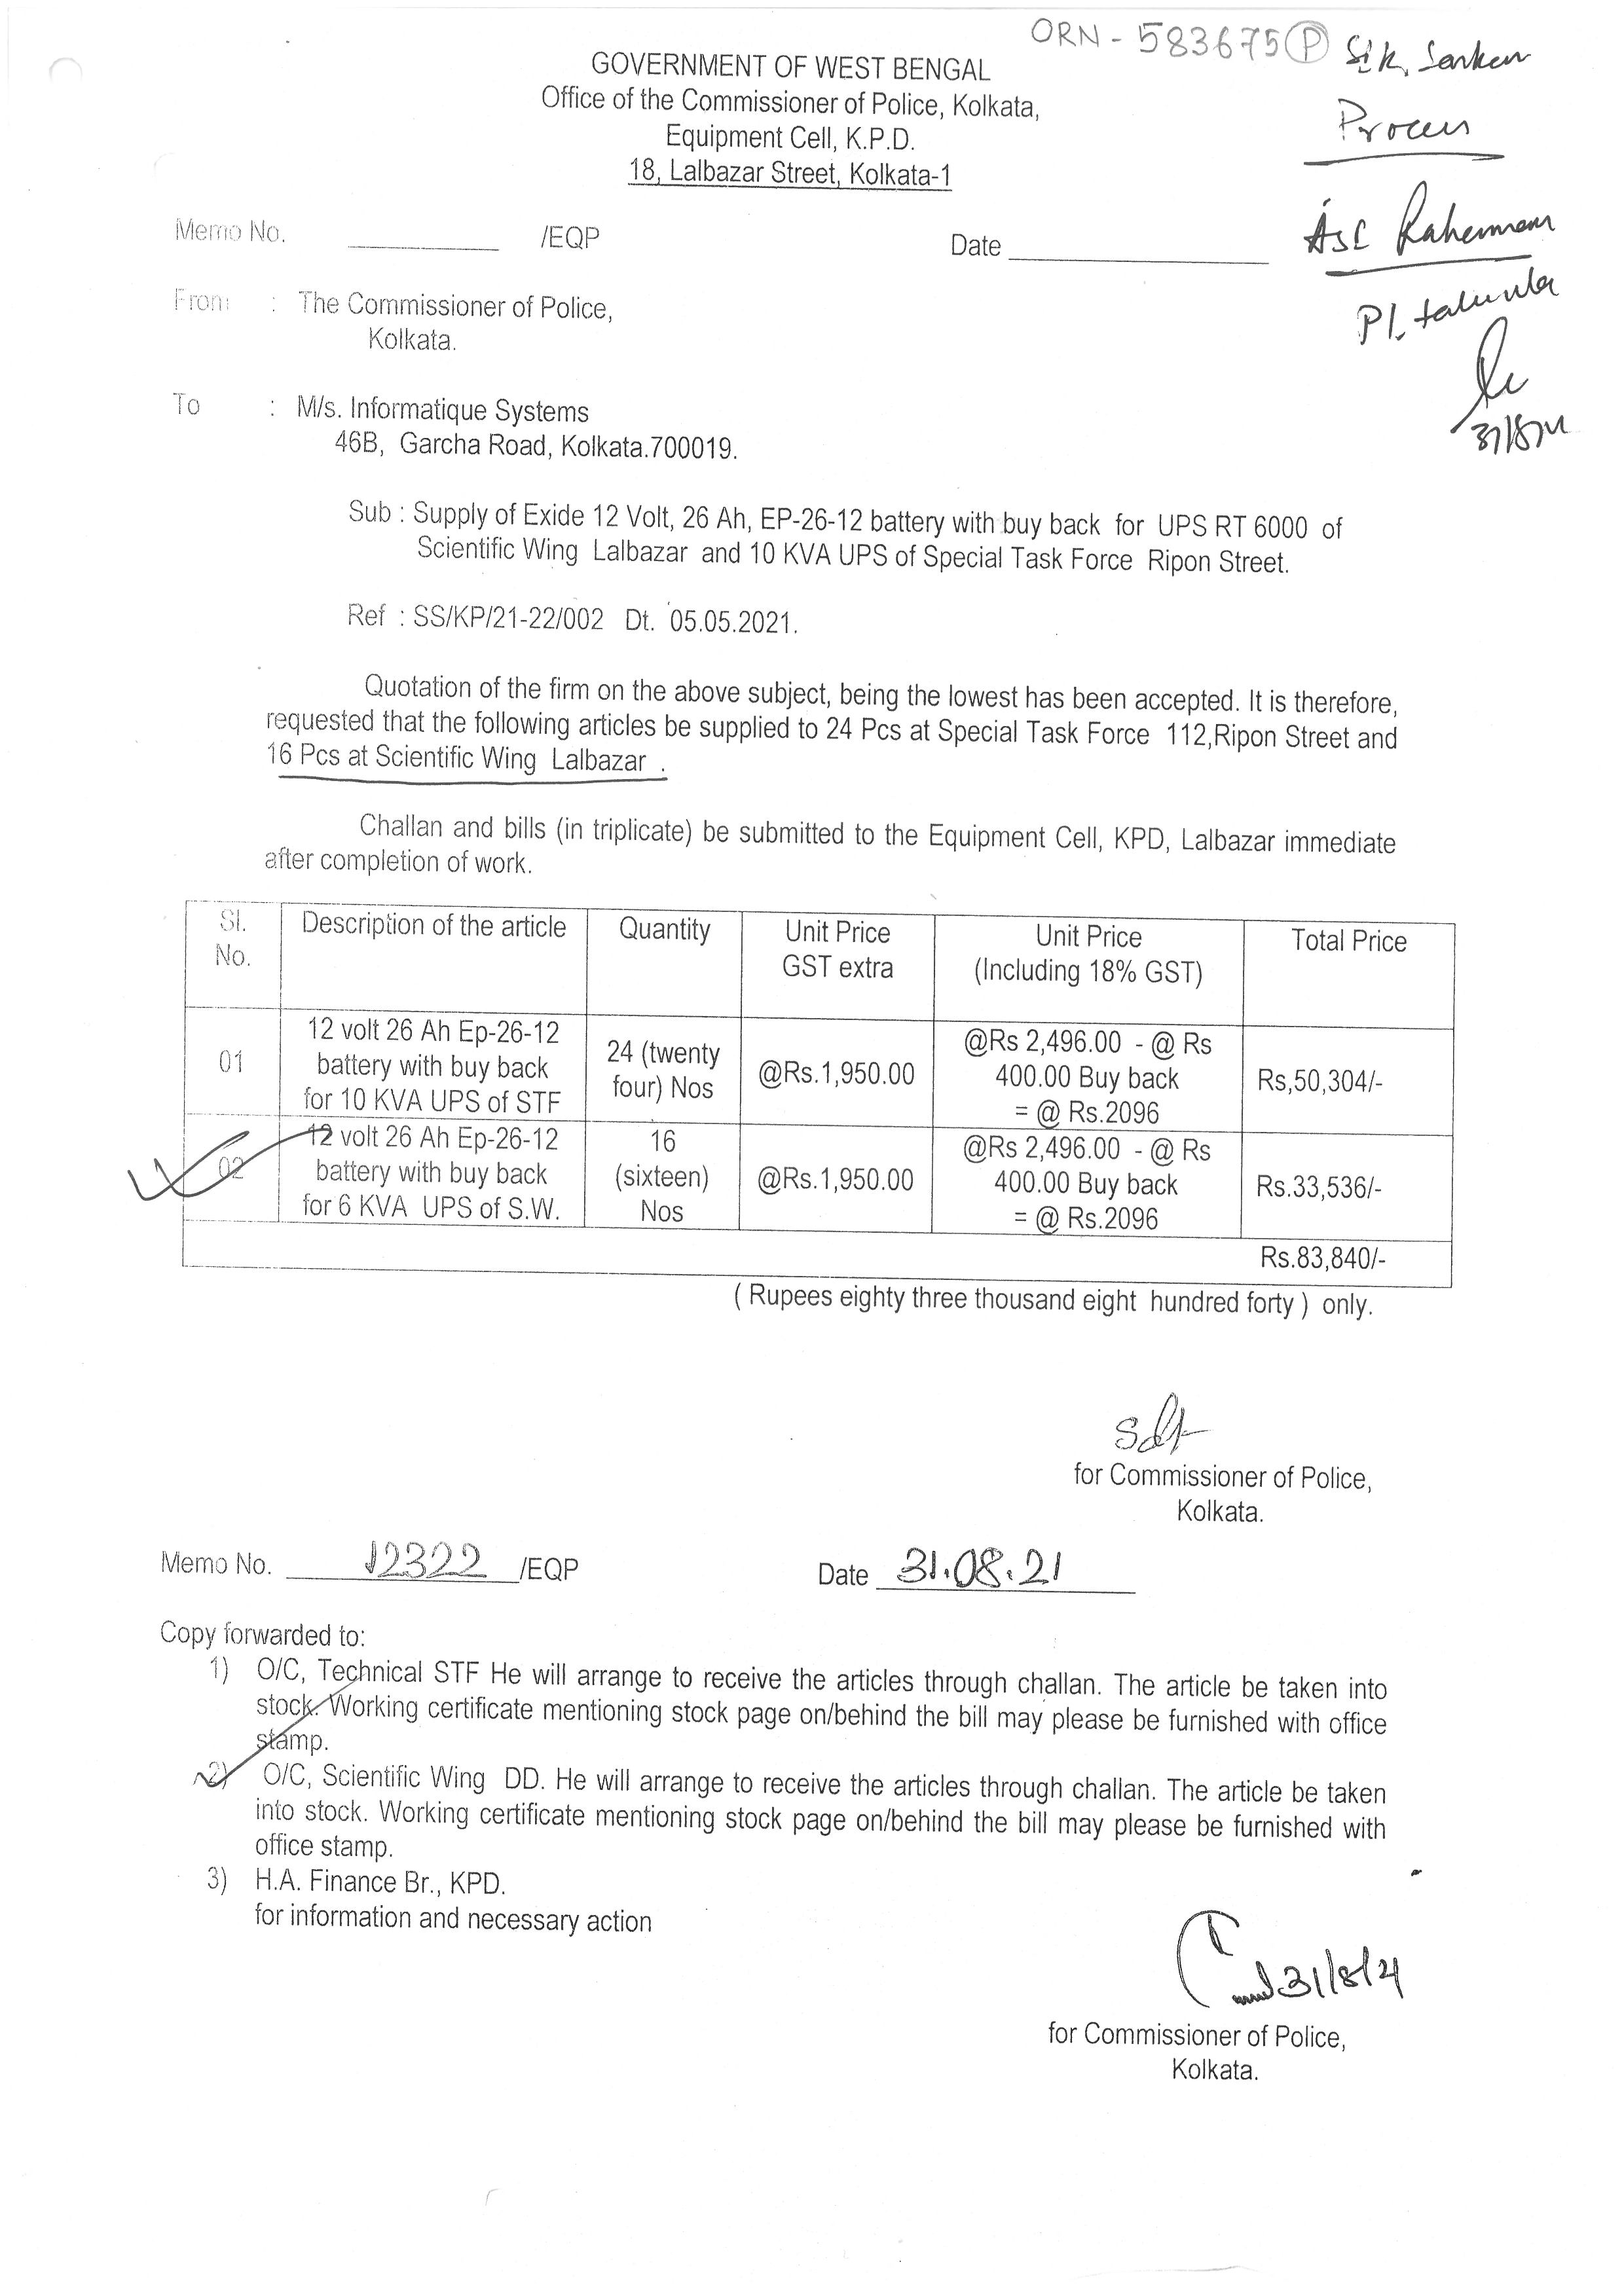 ORN - 583675 (P)
GOVERNMENT OF WEST BENGAL
Office of the Commissioner of Police, Kolkata,
Equipment Cell, K.P.D.
18, Lalbazar Street, Kolkata-1
Memo No. /EQP Date
From : The Commissioner of Police,
Kolkata.
To : M/s. Informatique Systems
46B, Garcha Road, Kolkata.700019.
Sub : Supply of Exide 12 Volt, 26 Ah, EP-26-12 battery with buy back for UPS RT 6000 of
Scientific Wing Lalbazar and 10 KVA UPS of Special Task Force Ripon Street.
Ref : SS/KP/21-22/002 Dt. 05.05.2021.
Quotation of the firm on the above subject, being the lowest has been accepted. It is therefore,
requested that the following articles be supplied to 24 Pcs at Special Task Force 112,Ripon Street and
16 Pcs at Scientific Wing Lalbazar .
Challan and bills (in triplicate) be submitted to the Equipment Cell, KPD, Lalbazar immediate
after completion of work.
Sl. No. Description of the article Quantity Unit Price GST extra Unit Price (Including 18% GST) Total Price
01 12 volt 26 Ah Ep-26-12 battery with buy back for 10 KVA UPS of STF 24 (twenty four) Nos @Rs.1,950.00 @Rs 2,496.00 - @ Rs 400.00 Buy back = @ Rs.2096 Rs,50,304/-
02 12 volt 26 Ah Ep-26-12 battery with buy back for 6 KVA UPS of S.W. 16 (sixteen) Nos @Rs.1,950.00 @Rs 2,496.00 - @ Rs 400.00 Buy back = @ Rs.2096 Rs.33,536/-
Rs.83,840/-
( Rupees eighty three thousand eight hundred forty ) only.
Sd/-
for Commissioner of Police,
Kolkata.
Memo No. 12322 /EQP Date 31.08.21
Copy forwarded to:
1) O/C, Technical STF He will arrange to receive the articles through challan. The article be taken into
stock. Working certificate mentioning stock page on/behind the bill may please be furnished with office
stamp.
2) O/C, Scientific Wing DD. He will arrange to receive the articles through challan. The article be taken
into stock. Working certificate mentioning stock page on/behind the bill may please be furnished with
office stamp.
3) H.A. Finance Br., KPD.
for information and necessary action
31/8/21
for Commissioner of Police,
Kolkata.